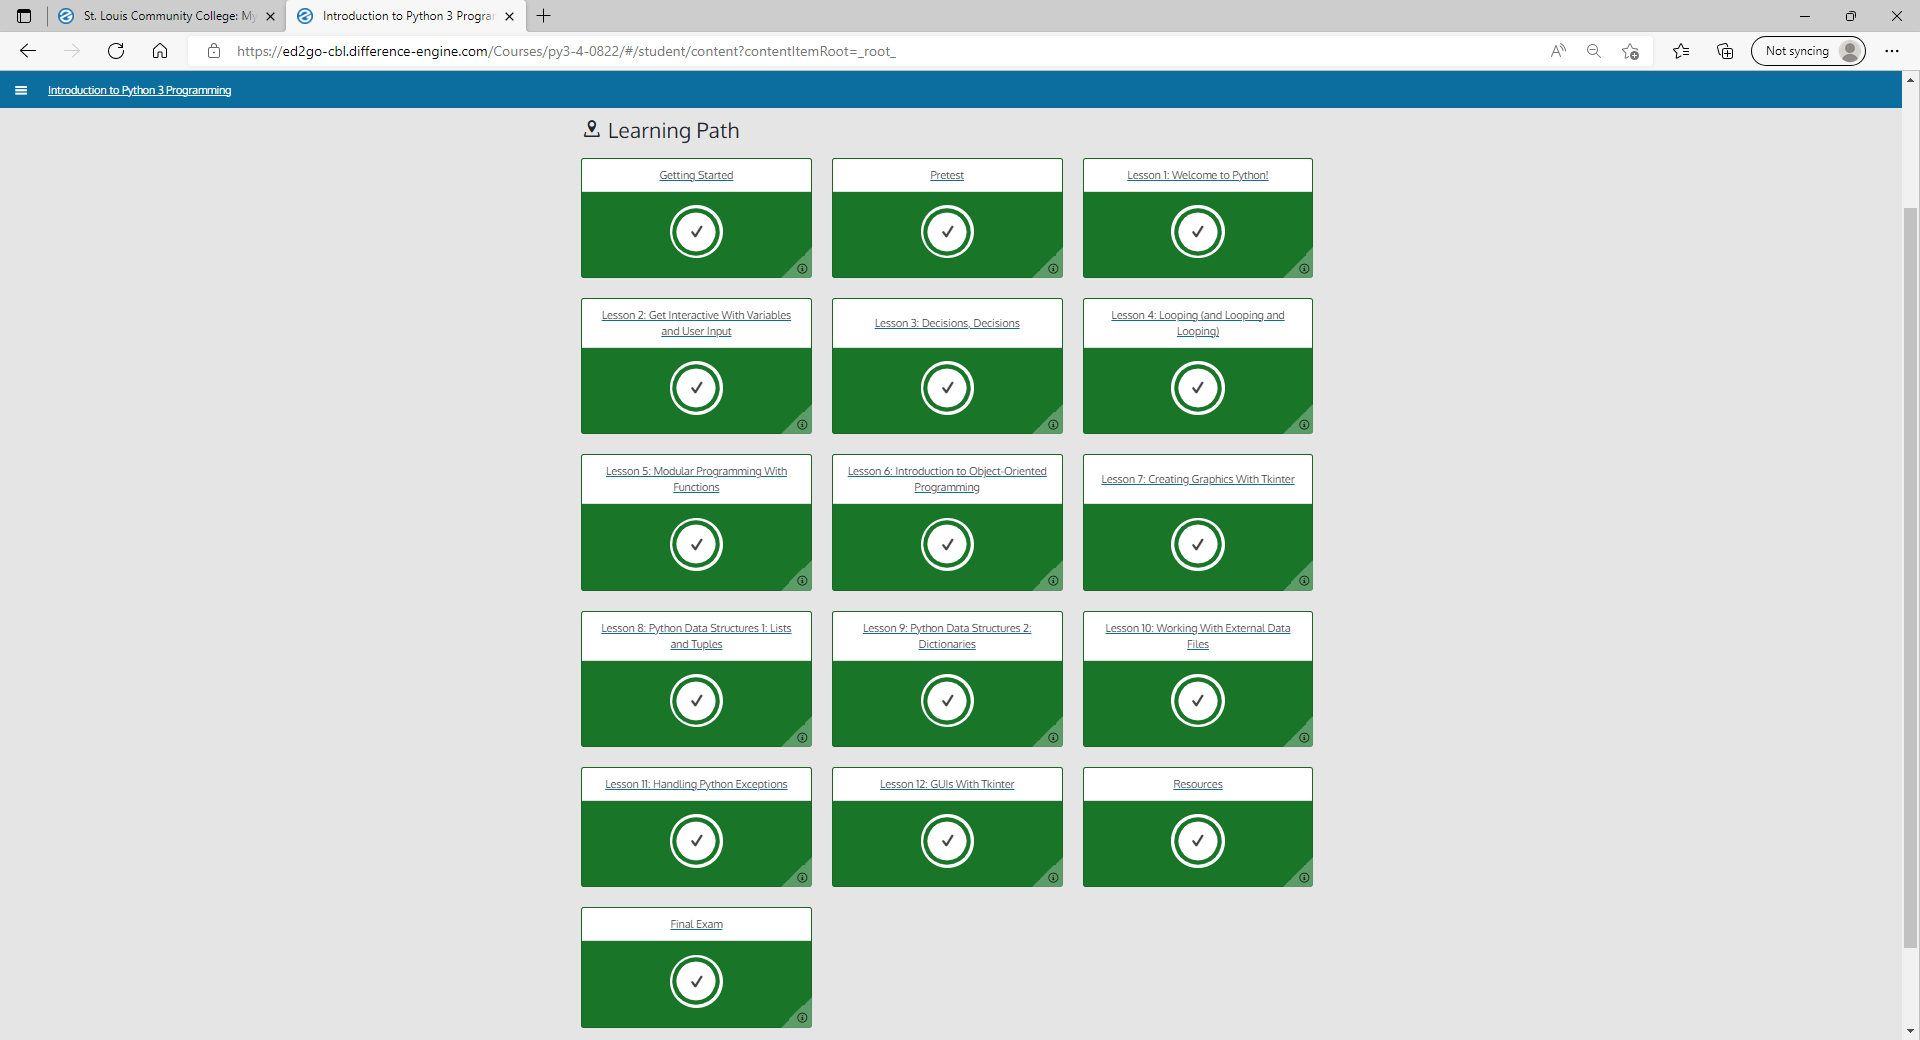 St. Louis Community College: My
Introduction to Python 3 Progra
https://ed2go-cbl.difference-engine.com/Courses/py3-4-0822/#/student/content?contentItemRoot=_root_
Not syncing
Introduction to Python 3 Programming
Learning Path
Getting Started
Pretest
Lesson 1: Welcome to Python!
Lesson 2: Get Interactive With Variables
and User Input
Lesson 3: Decisions, Decisions
Lesson 4: Looping (and Looping and
Looping)
Lesson 5: Modular Programming With
Functions
Lesson 6: Introduction to Object-Oriented
Programming
Lesson 7: Creating Graphics With Tkinter
Lesson 8: Python Data Structures 1: Lists
and Tuples
Lesson 9: Python Data Structures 2:
Dictionaries
Lesson 10: Working With External Data
Files
Lesson 11: Handling Python Exceptions
Lesson 12: GUIs With Tkinter
Resources
Final Exam